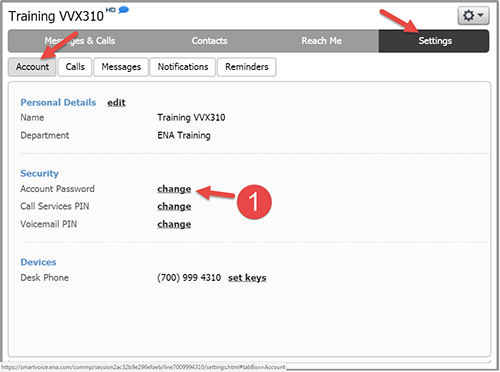 Training VVX310 HD
Messages & Calls Contacts Reach Me Settings
Account Calls Messages Notifications Reminders
Personal Details edit
Name Training VVX310
Department ENA Training
Security
Account Password change 1
Call Services PIN change
Voicemail PIN change
Devices
Desk Phone (700) 999 4310 set keys
https://smartvoice.ena.com/commp/session2ac32b9e296efaeb/line7009994310/settings.html#tabBox=Account